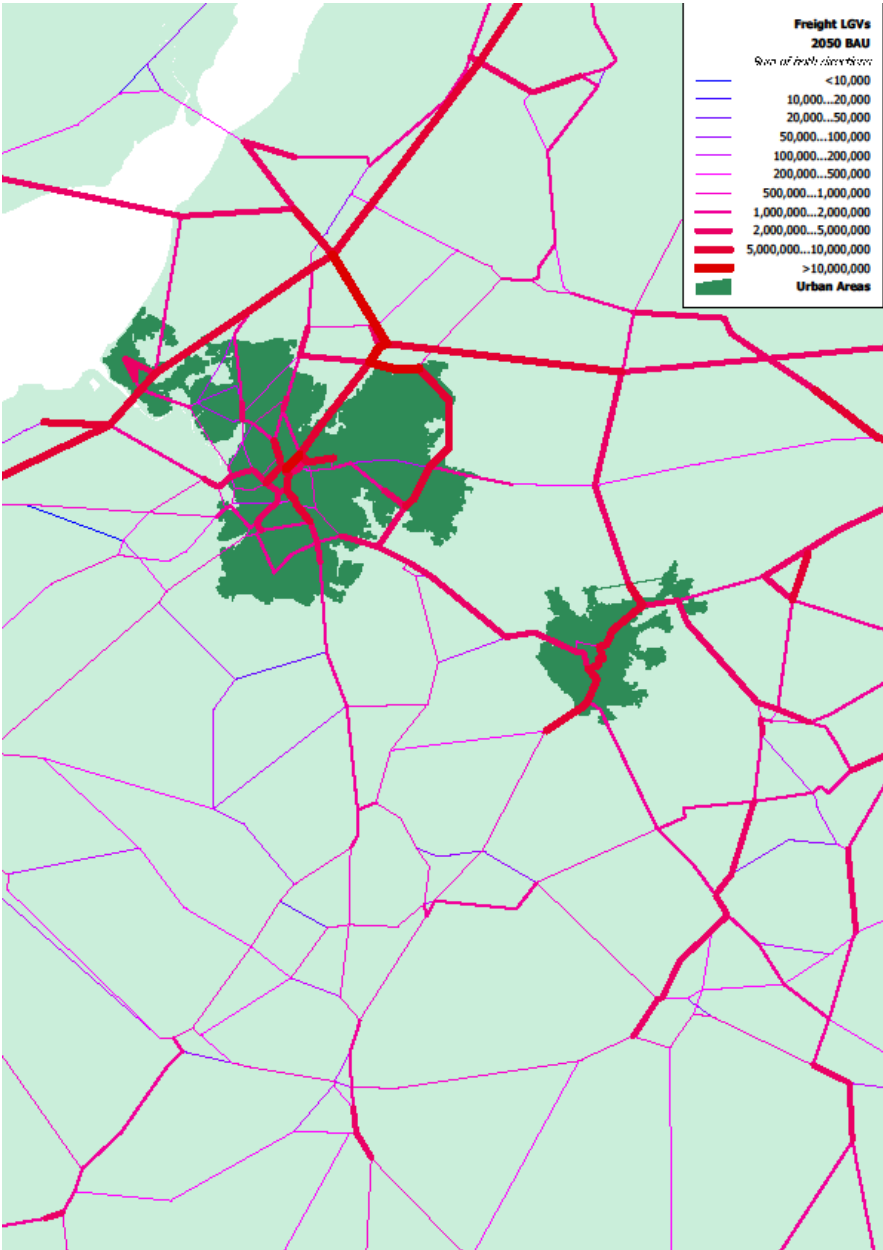 Freight LGVs
2050 BAU
Sum of both directions
<10,000
10,000...20,000
20,000...50,000
50,000...100,000
100,000...200,000
200,000...500,000
500,000...1,000,000
1,000,000...2,000,000
2,000,000...5,000,000
5,000,000...10,000,000
>10,000,000
Urban Areas